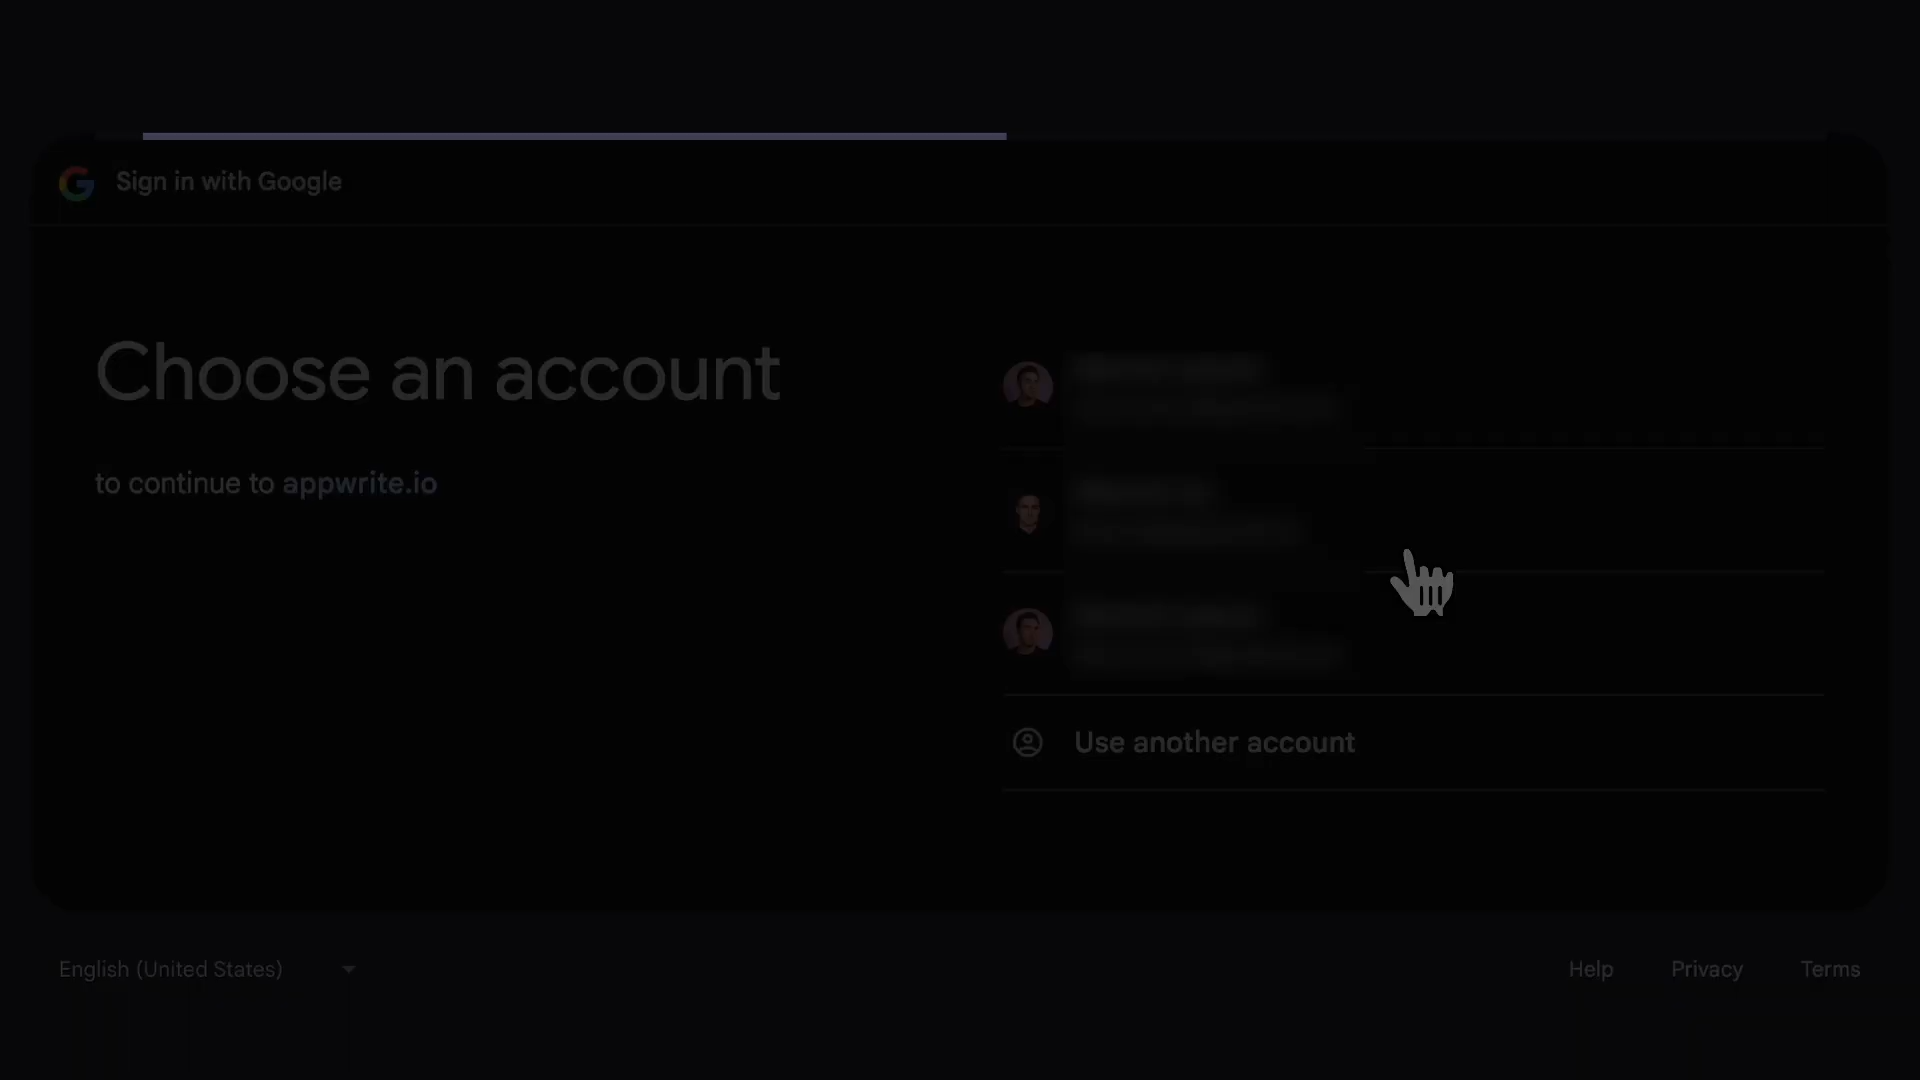 Sign in with Google
Choose an account
to continue to appwrite.io
Use another account
English (United States)
Help
Privacy
Terms